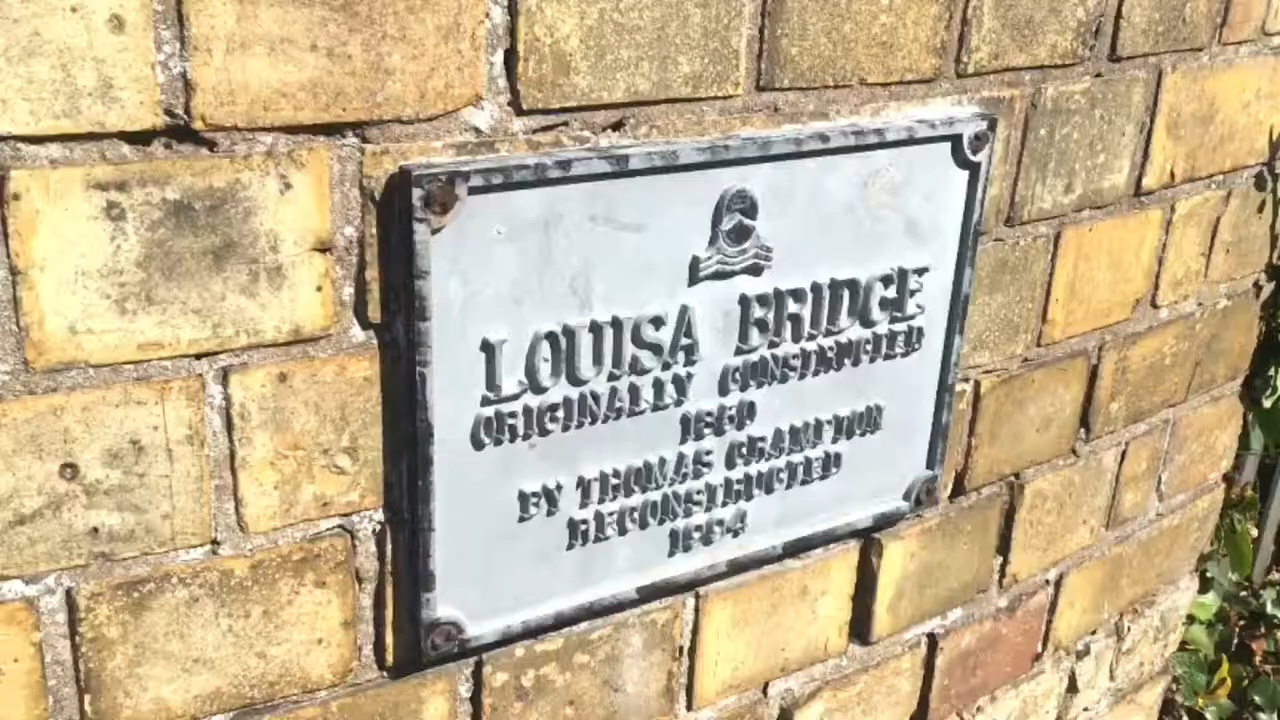 LOUISA BRIDGE
ORIGINALLY CONSTRUCTED
BY THOMAS CRAMPTON
RECONSTRUCTED